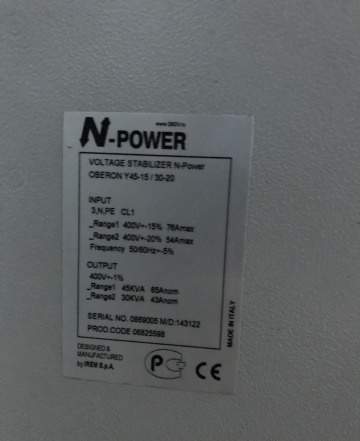 N-POWER
VOLTAGE STABILIZER N-Power
OBERON Y45-15 / 30-20
INPUT
3,N,PE CL1
_Range1 400V+-15% 76Amax
_Range2 400V+-20% 54Amax
Frequency 50/60hz+-5%
OUTPUT
400V+-1%
_Range1 45KVA 65Anom
_Range2 30KVA 43Anom
SERIAL NO. 0869005 M/D:143122
PROD.CODE 06825598
MADE IN ITALY
DESIGNED &
MANUFACTURED
by IREM S.p.A.
CE